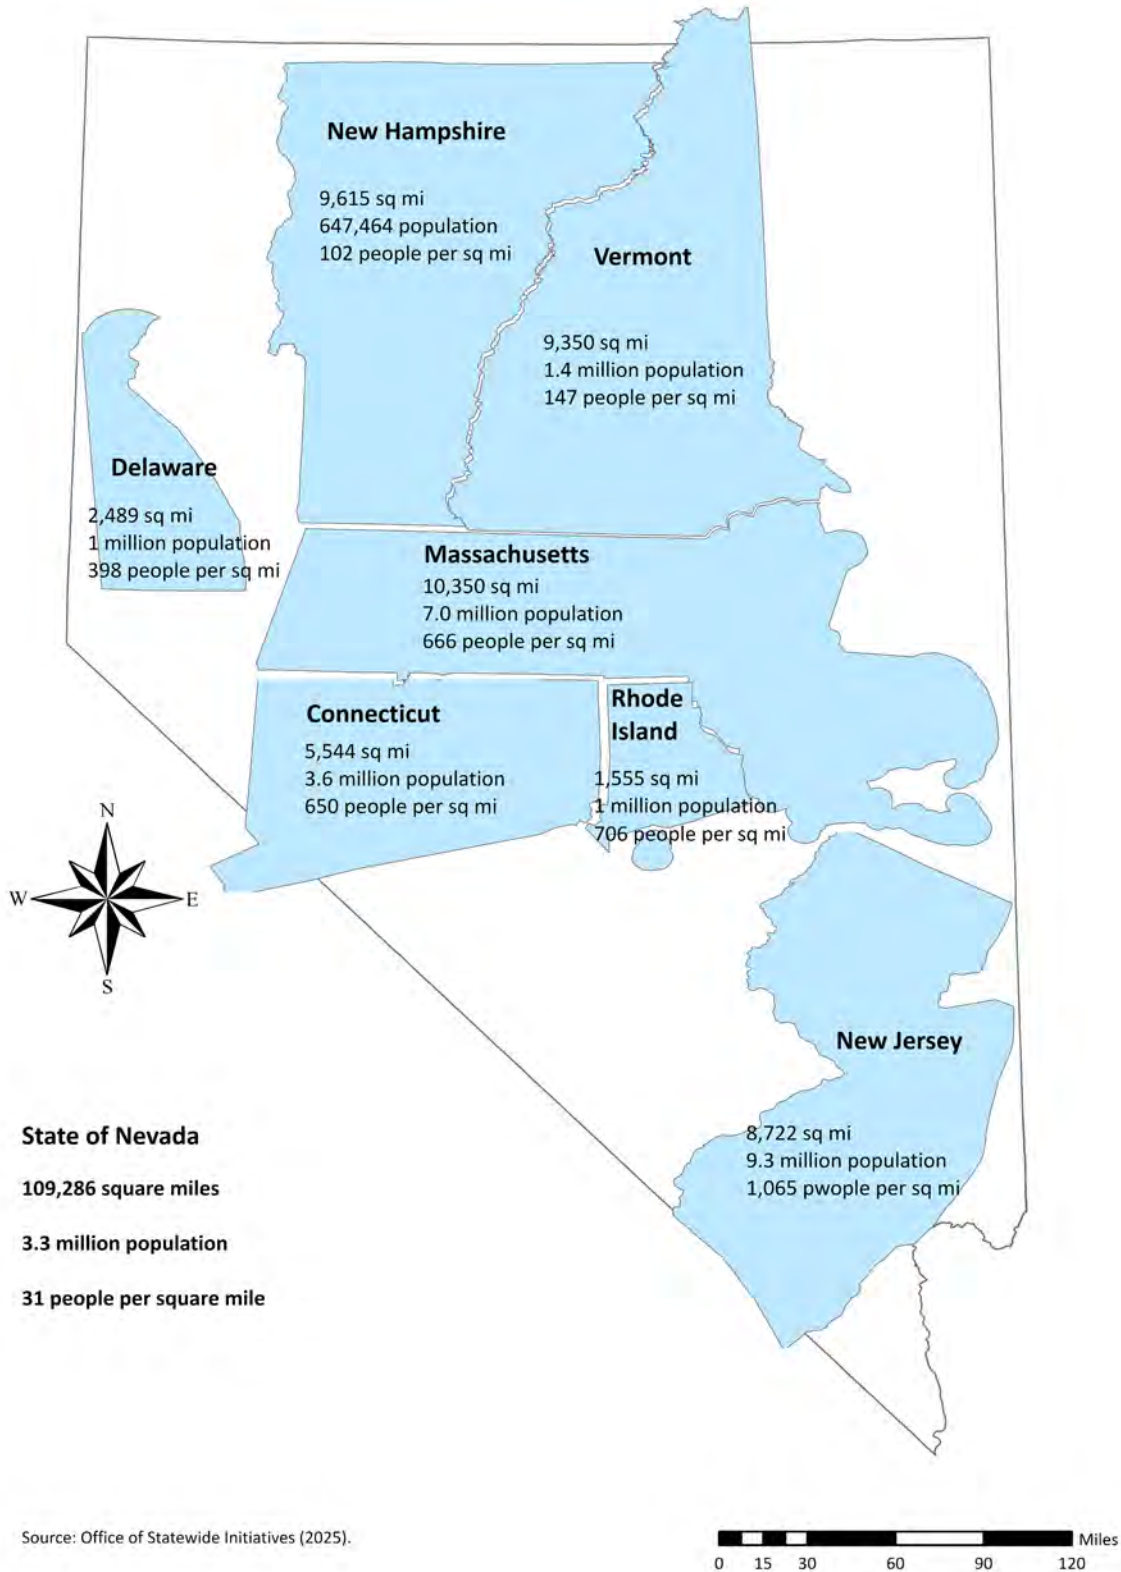 New Hampshire
9,615 sq mi
647,464 population
102 people per sq mi
Vermont
9,350 sq mi
1.4 million population
147 people per sq mi
Delaware
2,489 sq mi
1 million population
398 people per sq mi
Massachusetts
10,350 sq mi
7.0 million population
666 people per sq mi
Connecticut
5,544 sq mi
3.6 million population
650 people per sq mi
Rhode
Island
1,555 sq mi
1 million population
706 people per sq mi
N
W
E
S
New Jersey
8,722 sq mi
9.3 million population
1,065 pwople per sq mi
State of Nevada
109,286 square miles
3.3 million population
31 people per square mile
Source: Office of Statewide Initiatives (2025).
Miles
0 15 30 60 90 120